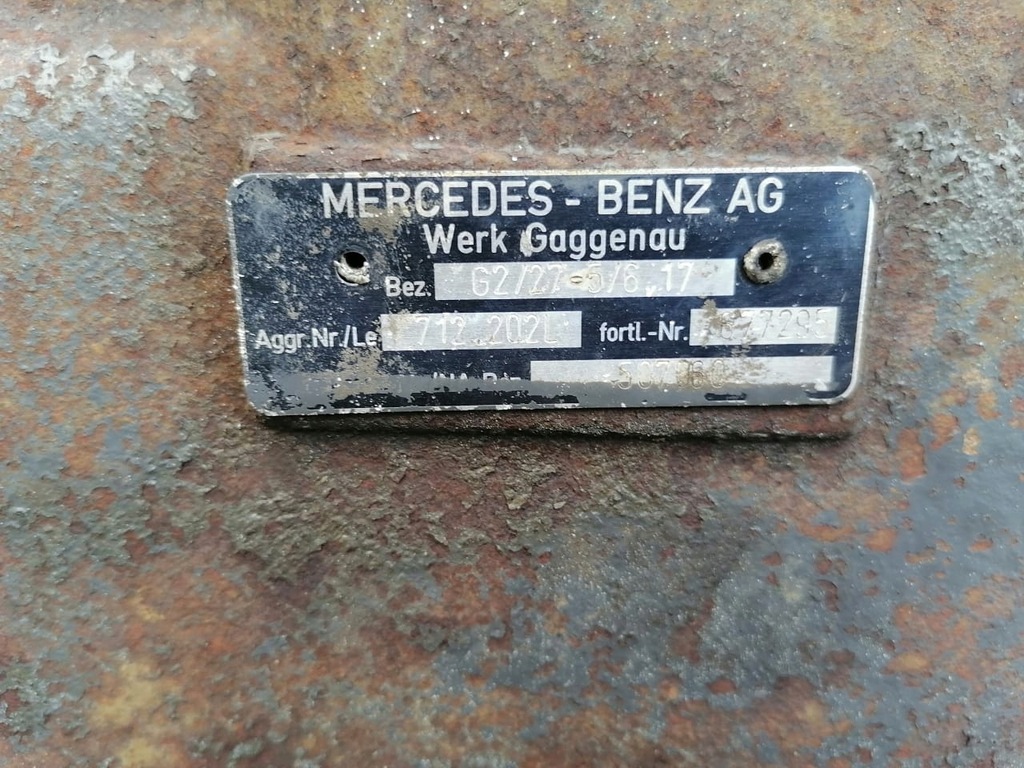 MERCEDES - BENZ AG
Werk Gaggenau
Bez. G2/27-5/6,17
Aggr.Nr./Le 712.202L fortl.-Nr.